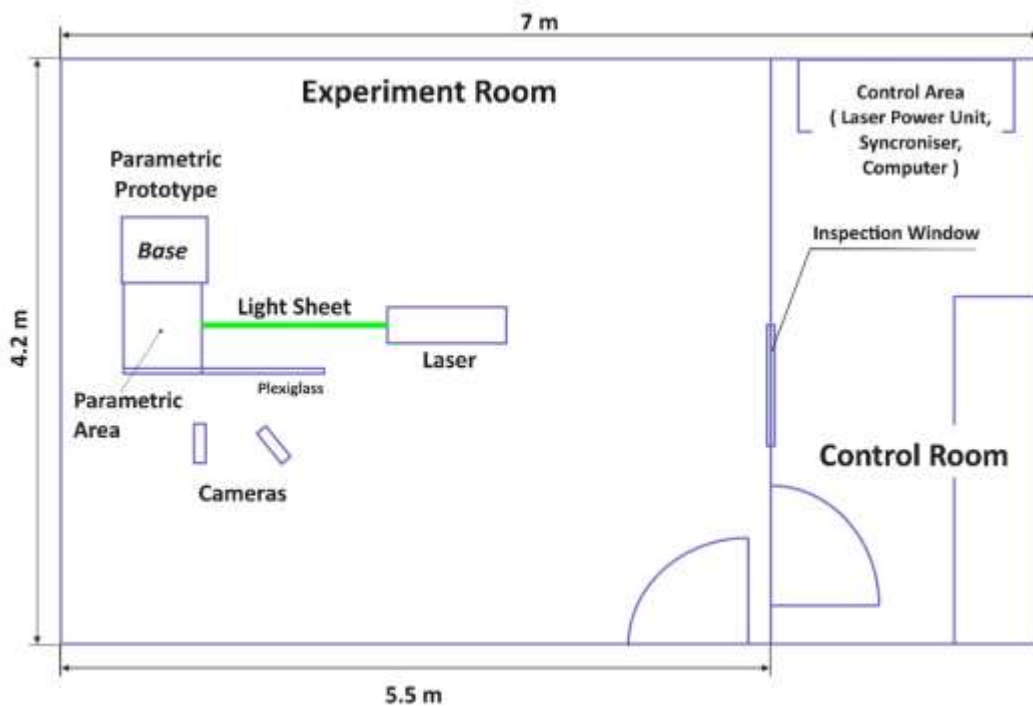 7 m
Experiment Room
Control Area
( Laser Power Unit,
Syncroniser,
Computer )
Parametric
Prototype
Base
Inspection Window
Light Sheet
Laser
4.2 m
Plexiglass
Parametric
Area
Cameras
Control Room
5.5 m